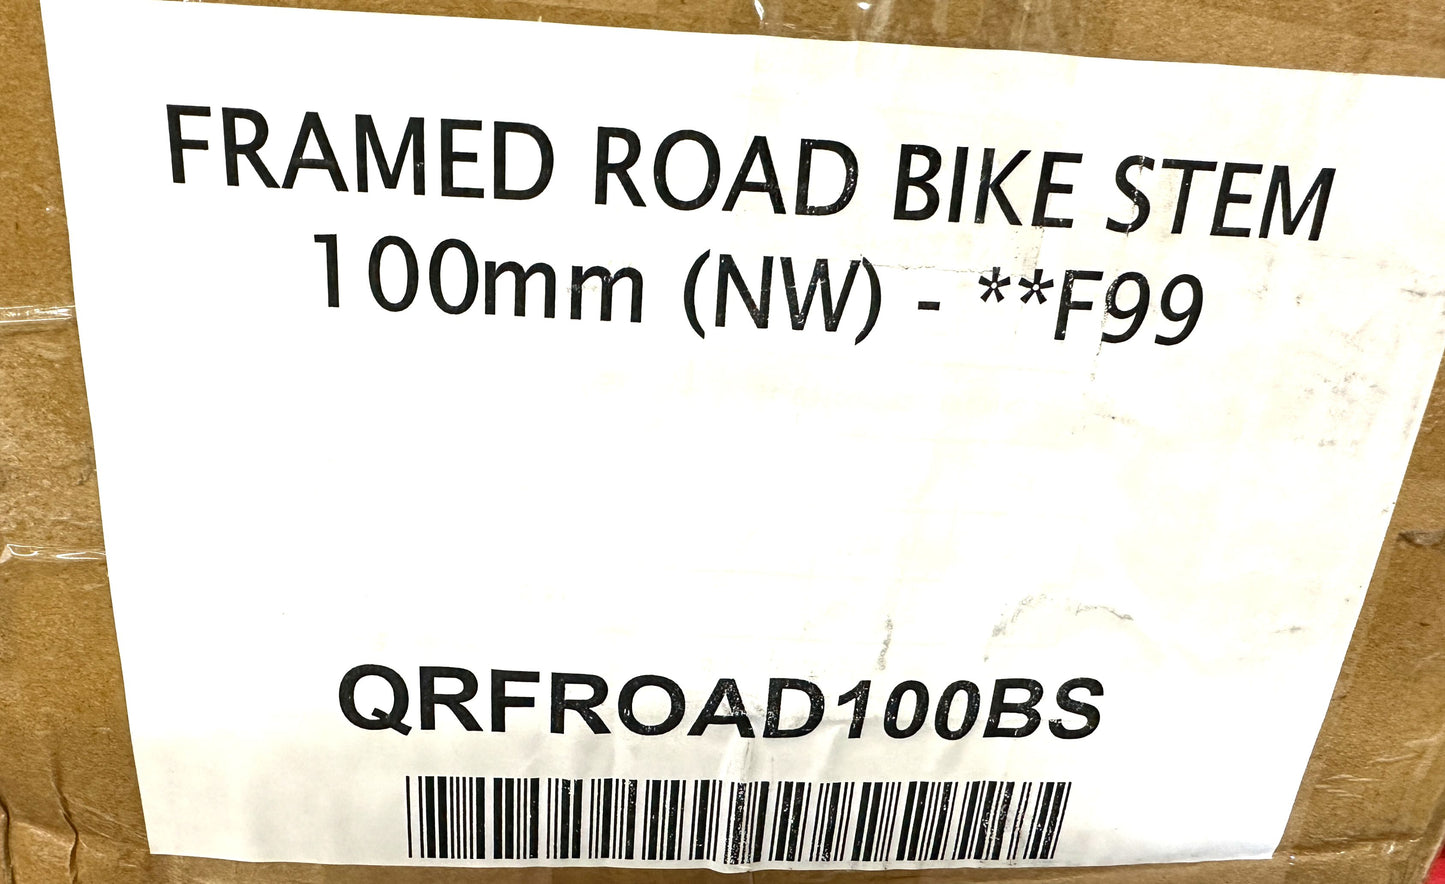 FRAMED ROAD BIKE STEM
100mm (NW) - **F99
QRFROAD100BS